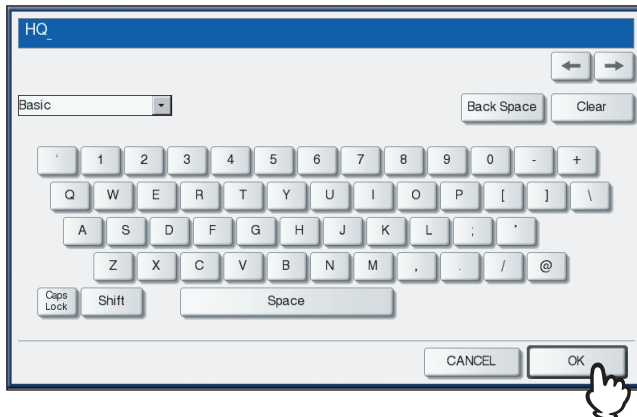 HQ_
Basic
Back Space Clear
‘ 1 2 3 4 5 6 7 8 9 0 - +
Q W E R T Y U I O P [ ] \
A S D F G H J K L ; '
Z X C V B N M , . / @
Caps Lock Shift Space
CANCEL OK